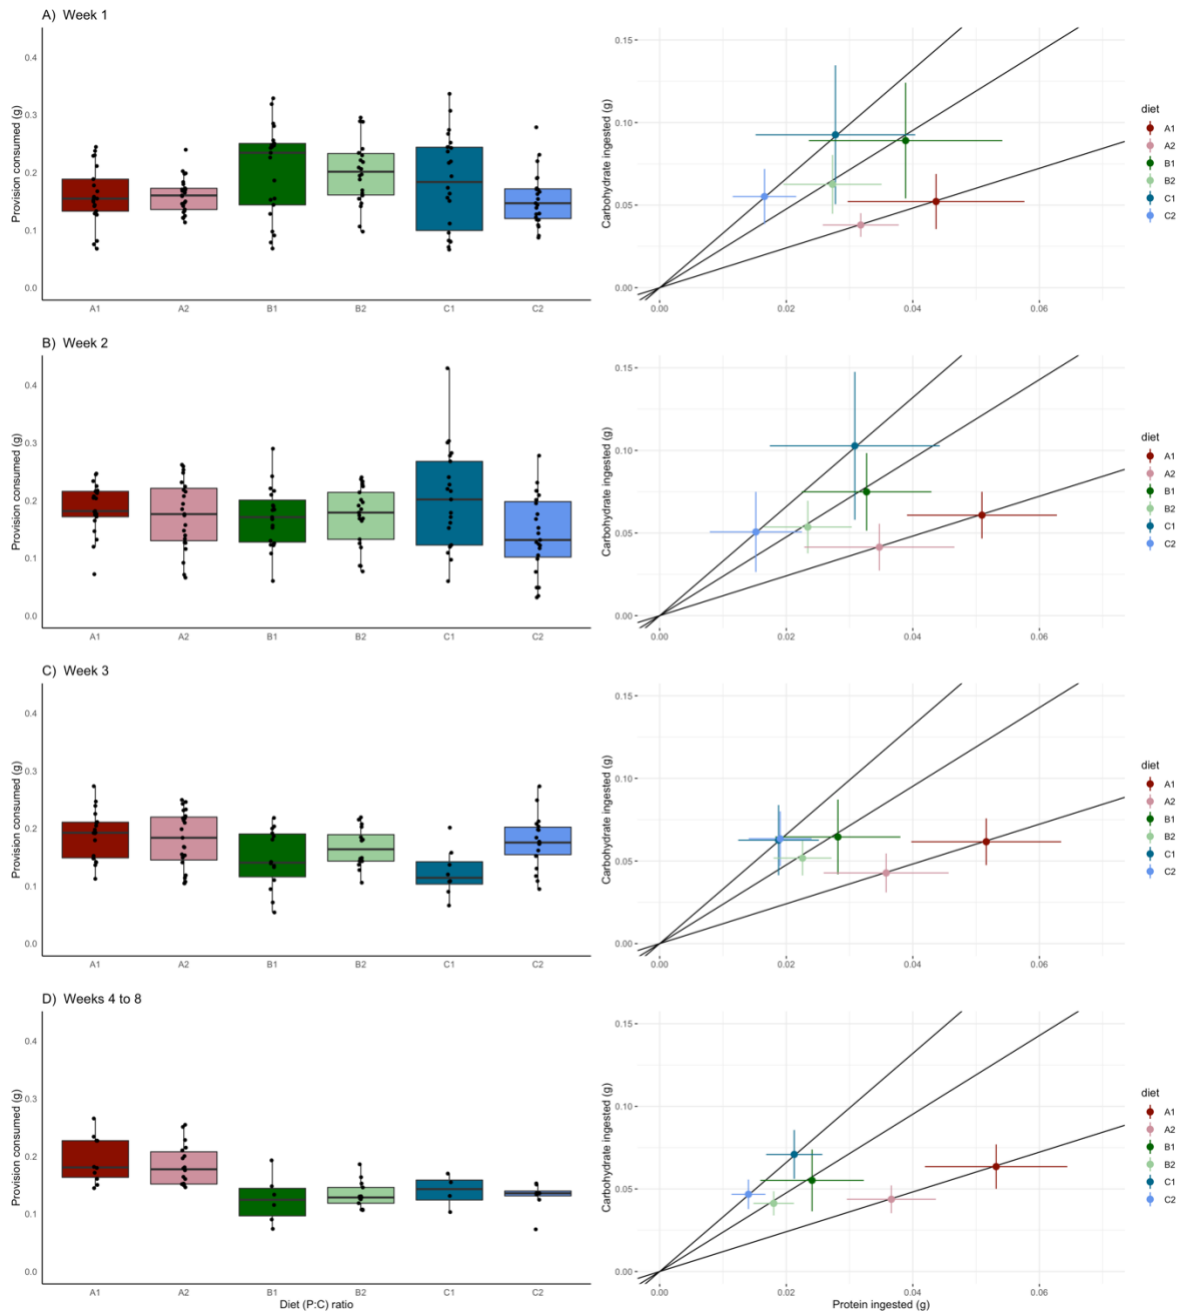 A) Week 1
Provision consumed (g)
0.4
0.3
0.2
0.1
0.0
A1 A2 B1 B2 C1 C2
Carbohydrate ingested (g)
0.15
0.10
0.05
0.00
0.00 0.02 0.04 0.06
diet
A1
A2
B1
B2
C1
C2
B) Week 2
Provision consumed (g)
0.4
0.3
0.2
0.1
0.0
A1 A2 B1 B2 C1 C2
Carbohydrate ingested (g)
0.15
0.10
0.05
0.00
0.00 0.02 0.04 0.06
diet
A1
A2
B1
B2
C1
C2
C) Week 3
Provision consumed (g)
0.4
0.3
0.2
0.1
0.0
A1 A2 B1 B2 C1 C2
Carbohydrate ingested (g)
0.15
0.10
0.05
0.00
0.00 0.02 0.04 0.06
diet
A1
A2
B1
B2
C1
C2
D) Weeks 4 to 8
Provision consumed (g)
0.4
0.3
0.2
0.1
0.0
A1 A2 B1 B2 C1 C2
Diet (P:C) ratio
Carbohydrate ingested (g)
0.15
0.10
0.05
0.00
0.00 0.02 0.04 0.06
Protein ingested (g)
diet
A1
A2
B1
B2
C1
C2